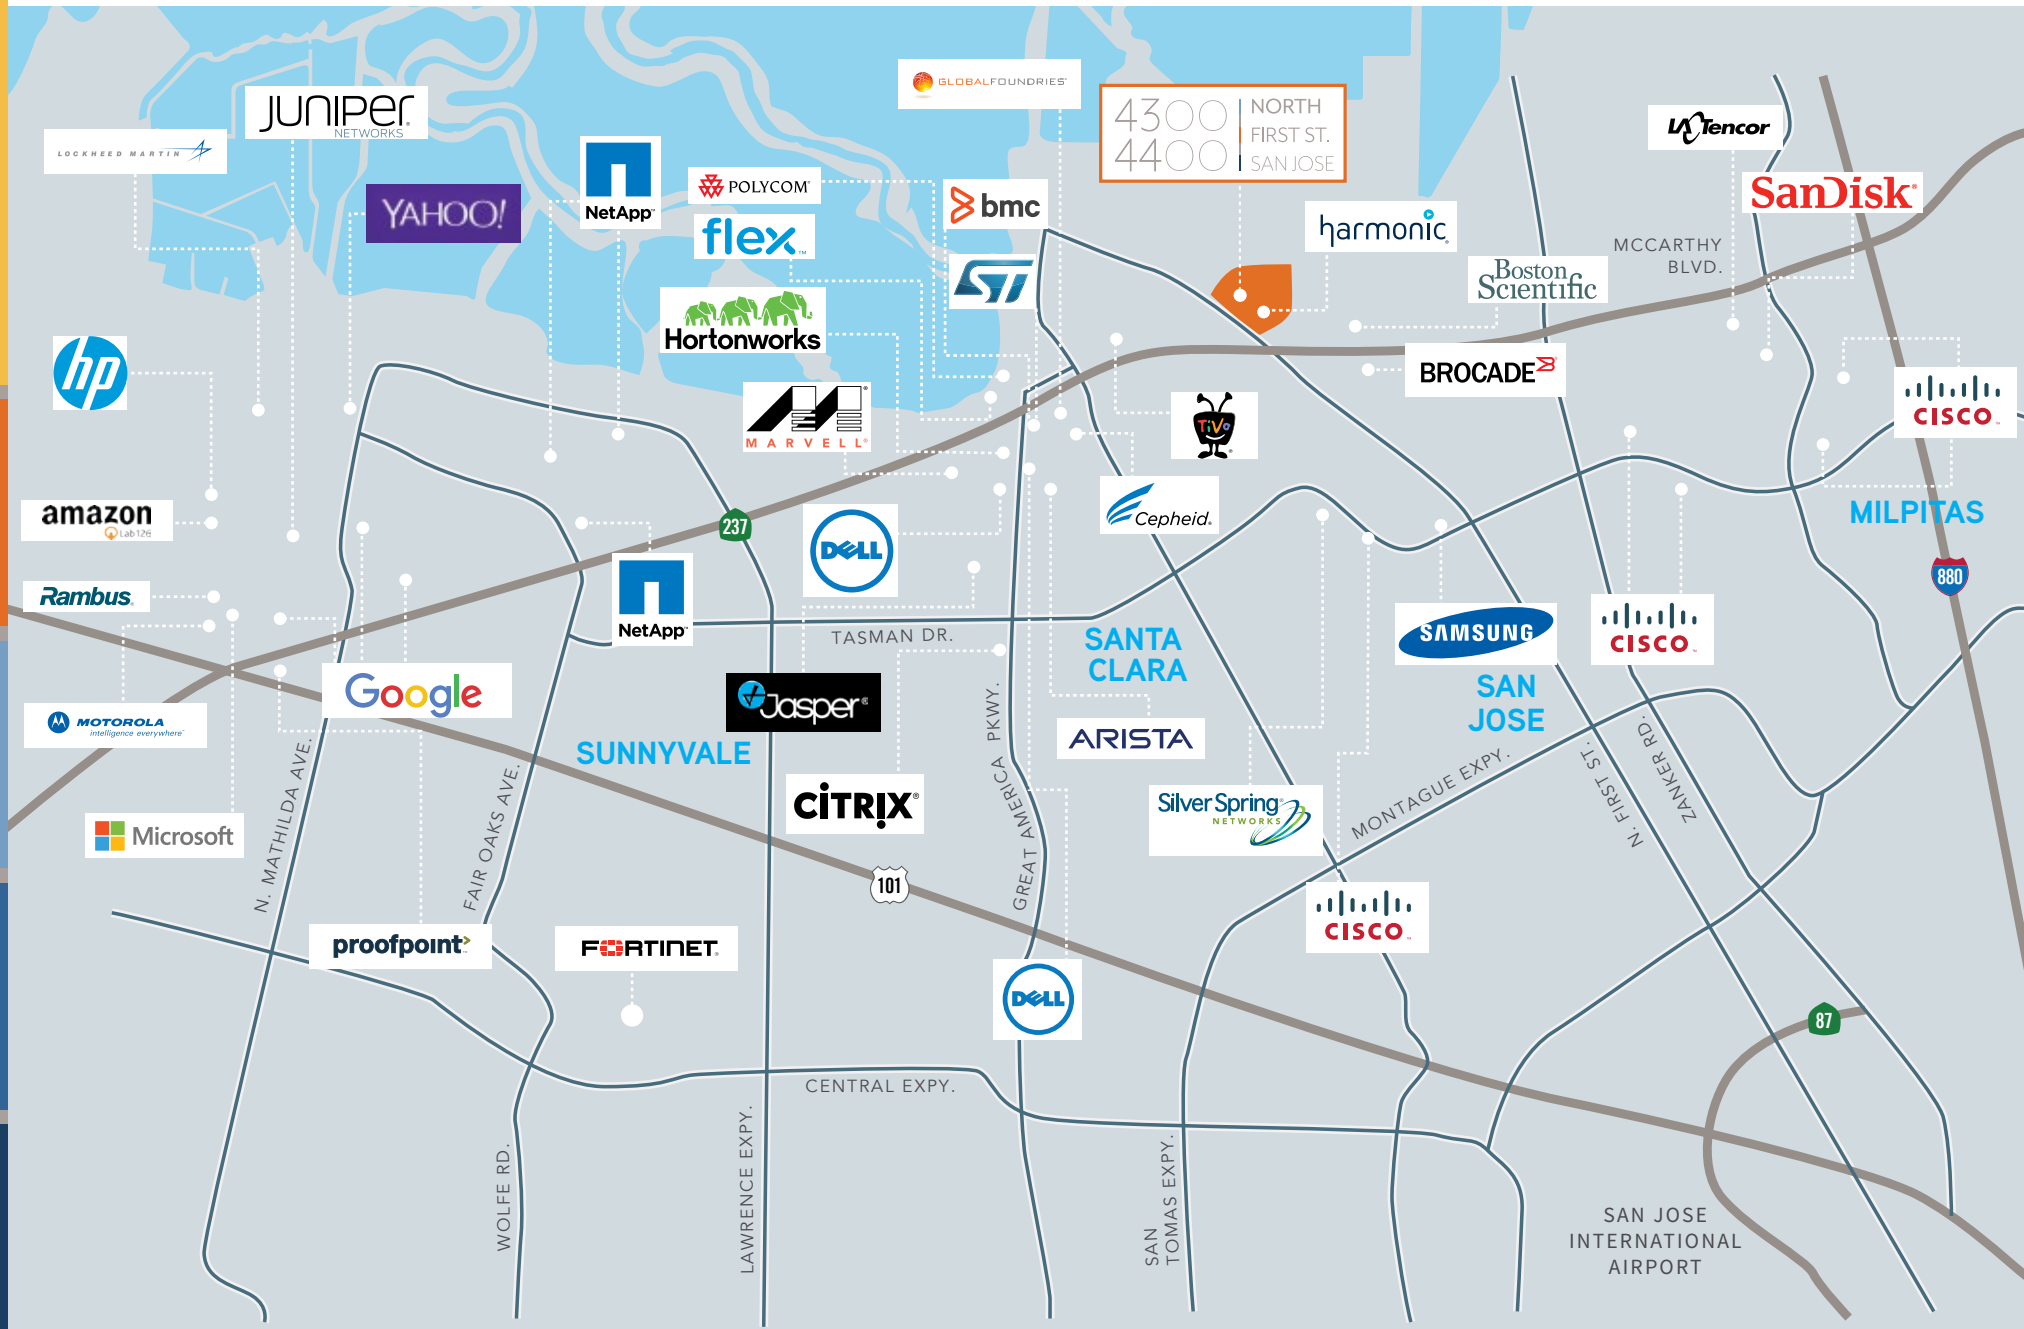 GLOBALFOUNDRIES
4300
4400
NORTH
FIRST ST.
SAN JOSE
JUNIPER
NETWORKS
LOCKHEED MARTIN
Tencor
SanDisk
YAHOO!
NetApp
POLYCOM
bmc
flex
harmonic
MCCARTHY
BLVD.
Boston
Scientific
ST
Hortonworks
hp
BROCADE
CISCO
MARVELL
TiVo
amazon
Lab126
Cepheid
MILPITAS
237
DELL
880
Rambus
NetApp
TASMAN DR.
SANTA
CLARA
SAMSUNG
CISCO
Google
Jasper
SAN
JOSE
MOTOROLA
intelligence everywhere
SUNNYVALE
ARISTA
N. MATHILDA AVE.
FAIR OAKS AVE.
GREAT AMERICA PKWY.
MONTAGUE EXPY.
N. FIRST ST.
ZANKER RD.
Microsoft
CITRIX
Silver Spring
NETWORKS
101
CISCO
proofpoint
FORTINET
DELL
87
CENTRAL EXPY.
WOLFE RD.
LAWRENCE EXPY.
SAN
TOMAS EXPY.
SAN JOSE
INTERNATIONAL
AIRPORT